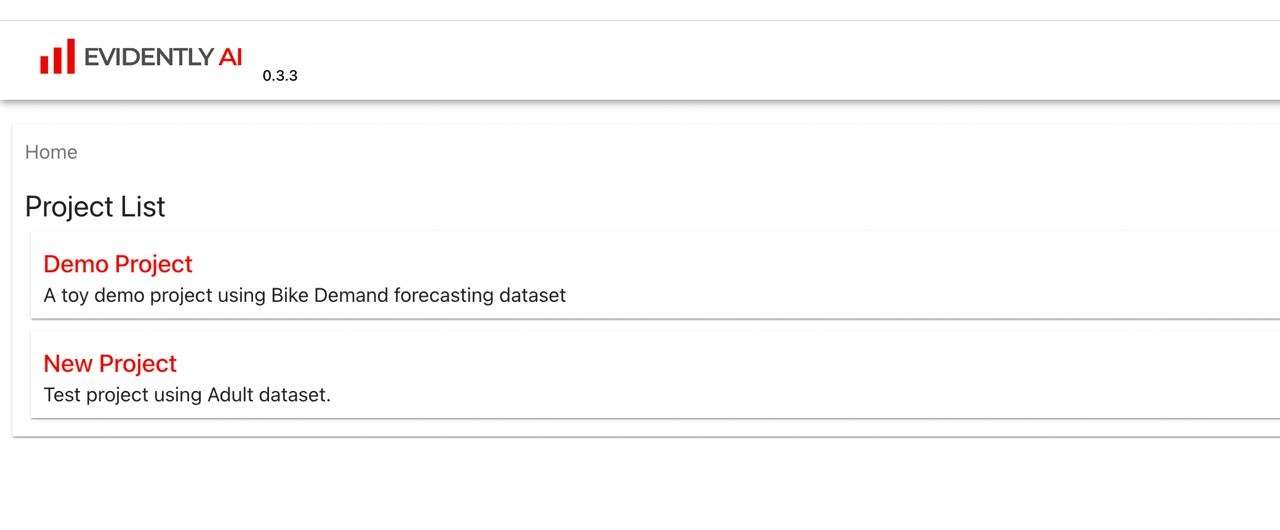 EVIDENTLY AI
0.3.3
Home
Project List
Demo Project
A toy demo project using Bike Demand forecasting dataset
New Project
Test project using Adult dataset.